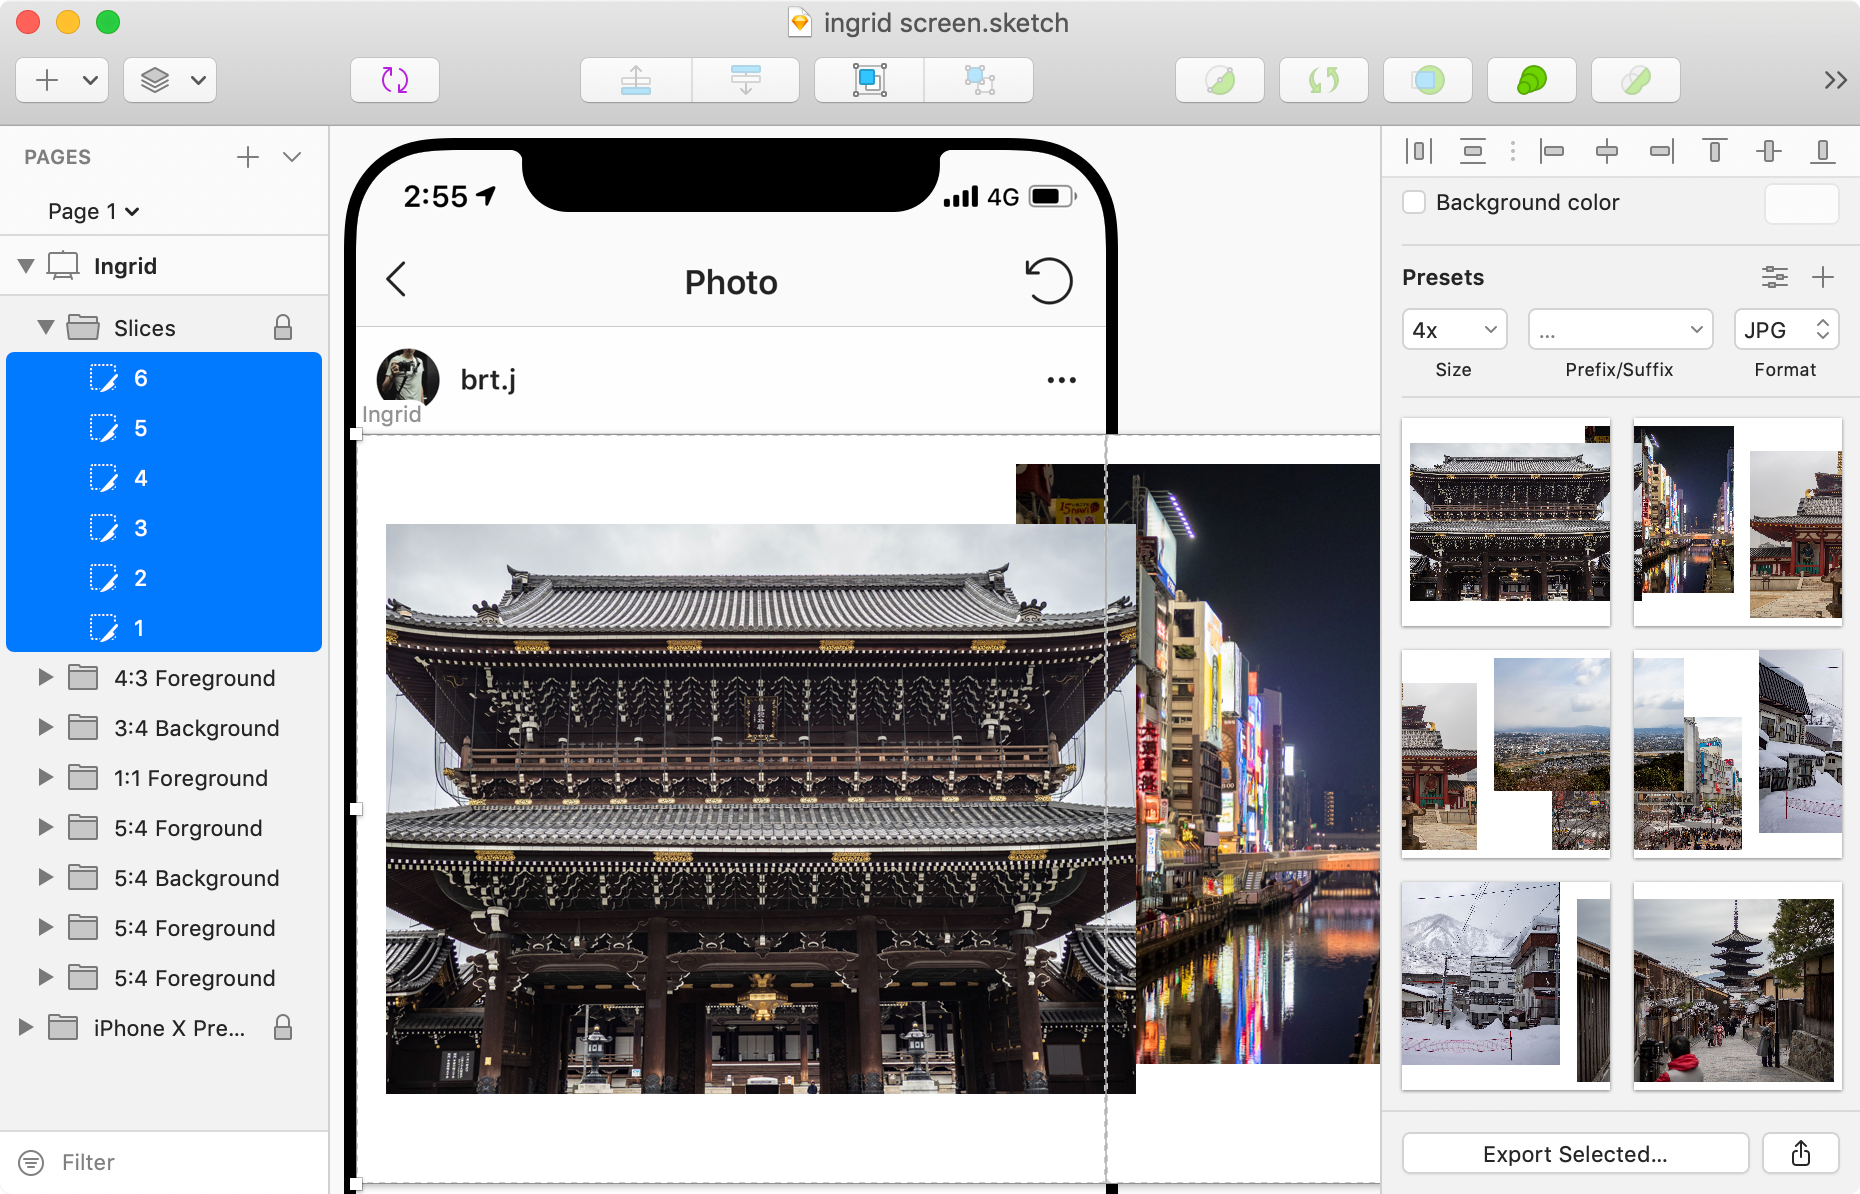 ingrid screen.sketch
PAGES
Page 1
Ingrid
Slices
6
5
4
3
2
1
4:3 Foreground
3:4 Background
1:1 Foreground
5:4 Forground
5:4 Background
5:4 Foreground
5:4 Foreground
iPhone X Pre...
Filter
2:55
4G
Photo
brt.j
Ingrid
Background color
Presets
4x
...
JPG
Size
Prefix/Suffix
Format
Export Selected...